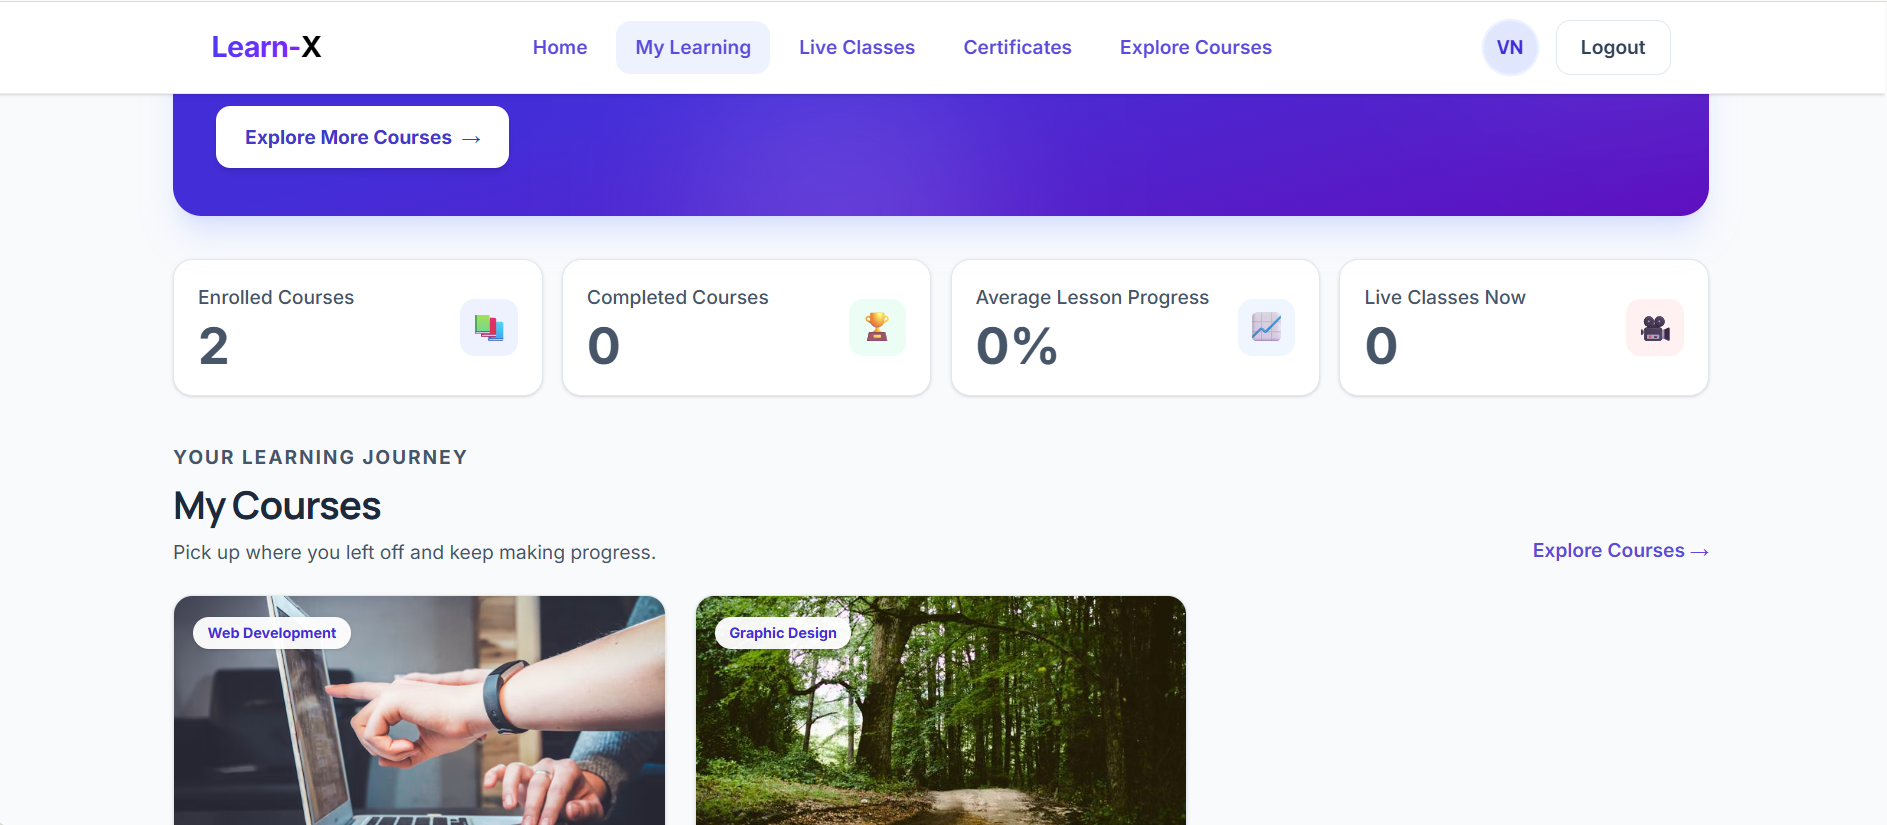 Learn-X
Home
My Learning
Live Classes
Certificates
Explore Courses
VN
Logout
Explore More Courses →
Enrolled Courses
2
Completed Courses
0
Average Lesson Progress
0%
Live Classes Now
0
YOUR LEARNING JOURNEY
My Courses
Pick up where you left off and keep making progress.
Explore Courses →
Web Development
Graphic Design